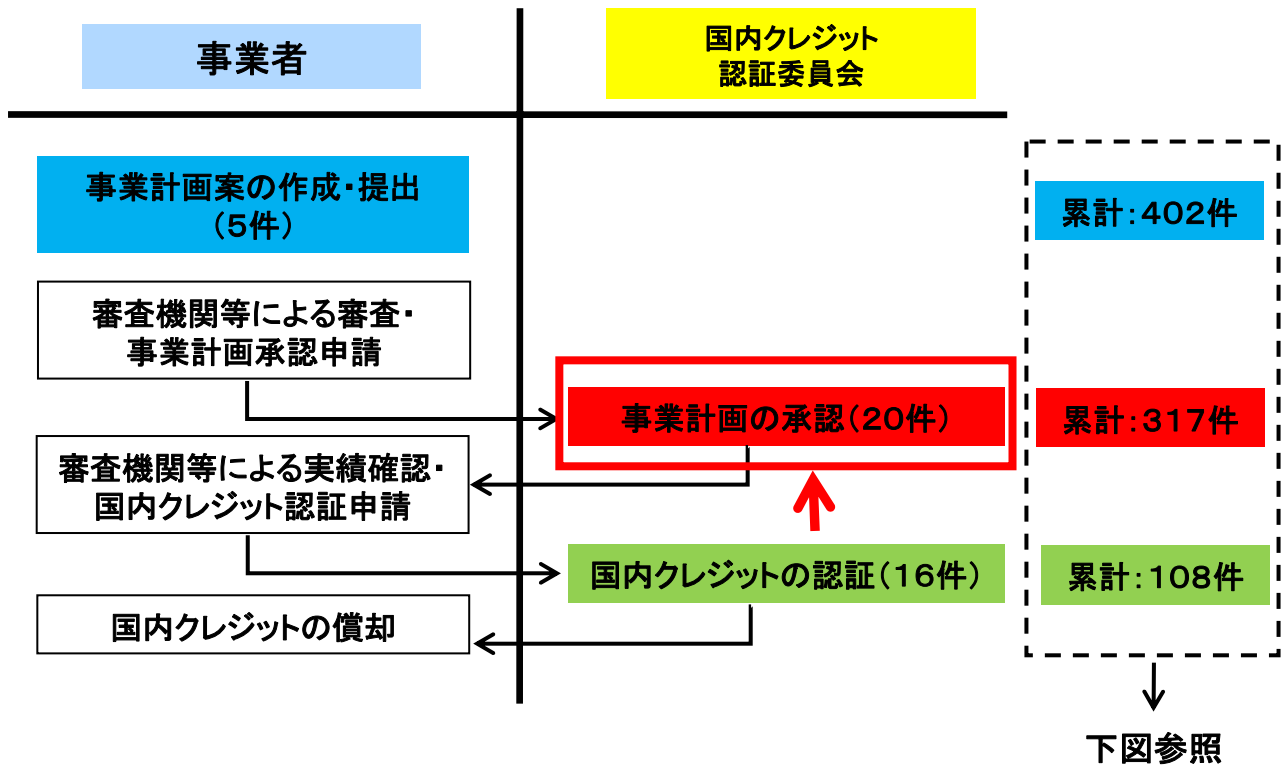 事業者
国内クレジット
認証委員会
事業計画案の作成・提出
（5件）
累計：402件
審査機関等による審査・
事業計画承認申請
事業計画の承認（20件）
累計：317件
審査機関等による実績確認・
国内クレジット認証申請
国内クレジットの認証（16件）
累計：108件
国内クレジットの償却
下図参照